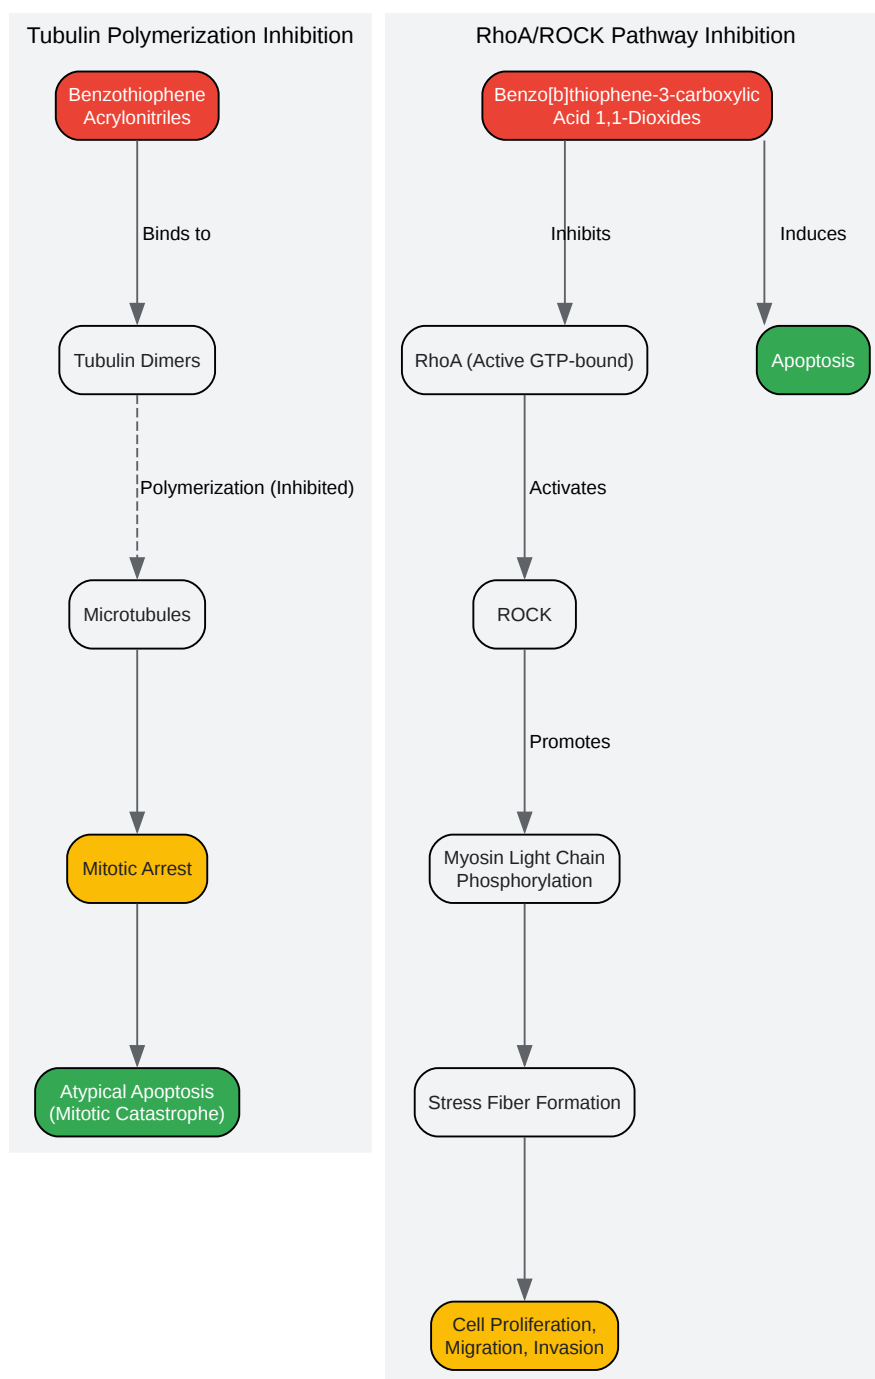 Tubulin Polymerization Inhibition
Benzothiophene
Acrylonitriles
Binds to
Tubulin Dimers
Polymerization (Inhibited)
Microtubules
Mitotic Arrest
Atypical Apoptosis
(Mitotic Catastrophe)
RhoA/ROCK Pathway Inhibition
Benzo[b]thiophene-3-carboxylic
Acid 1,1-Dioxides
Inhibits
Induces
RhoA (Active GTP-bound)
Apoptosis
Activates
ROCK
Promotes
Myosin Light Chain
Phosphorylation
Stress Fiber Formation
Cell Proliferation,
Migration, Invasion